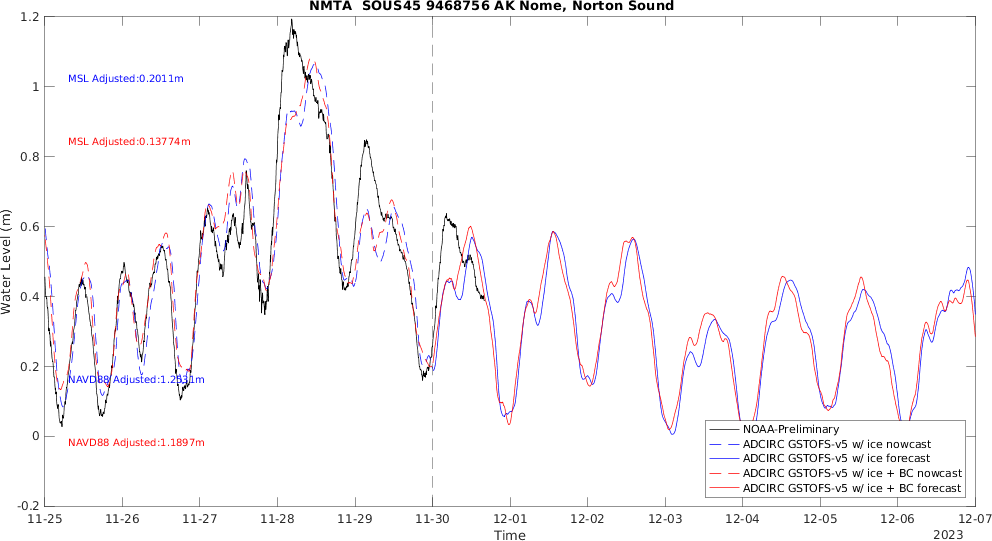 NMTA SOUS45 9468756 AK Nome, Norton Sound
Water Level (m)
1.2
1
0.8
0.6
0.4
0.2
0
-0.2
MSL Adjusted:0.2011m
MSL Adjusted:0.13774m
NAVD88 Adjusted:1.2531m
NAVD88 Adjusted:1.1897m
NOAA-Preliminary
ADCIRC GSTOFS-v5 w/ ice nowcast
ADCIRC GSTOFS-v5 w/ ice forecast
ADCIRC GSTOFS-v5 w/ ice + BC nowcast
ADCIRC GSTOFS-v5 w/ ice + BC forecast
11-25 11-26 11-27 11-28 11-29 11-30 12-01 12-02 12-03 12-04 12-05 12-06 12-07
Time
2023